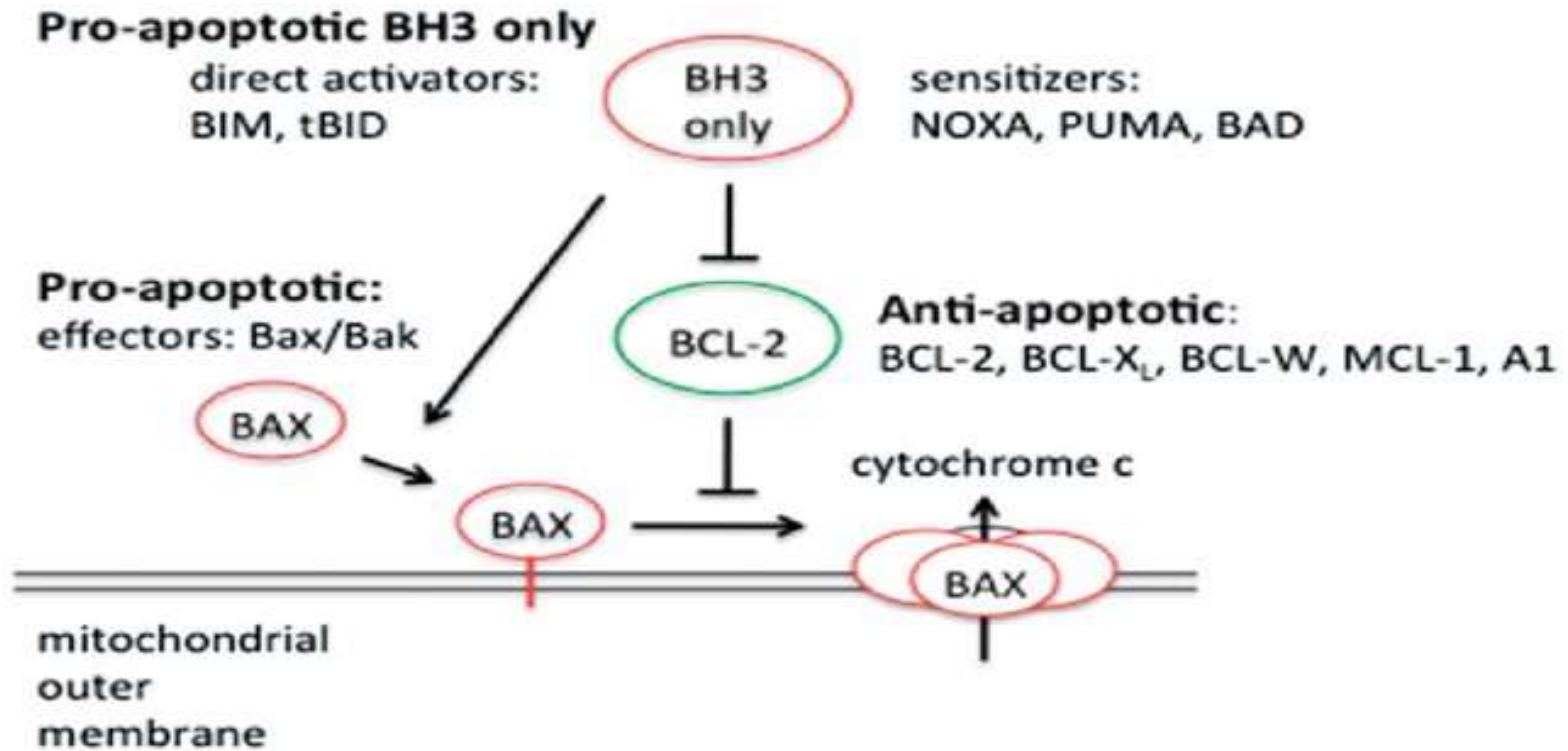 Pro-apoptotic BH3 only
direct activators:
BIM, tBID
BH3
only
sensitizers:
NOXA, PUMA, BAD
Pro-apoptotic:
effectors: Bax/Bak
BCL-2
Anti-apoptotic:
BCL-2, BCL-X_L, BCL-W, MCL-1, A1
BAX
cytochrome c
BAX
BAX
mitochondrial
outer
membrane